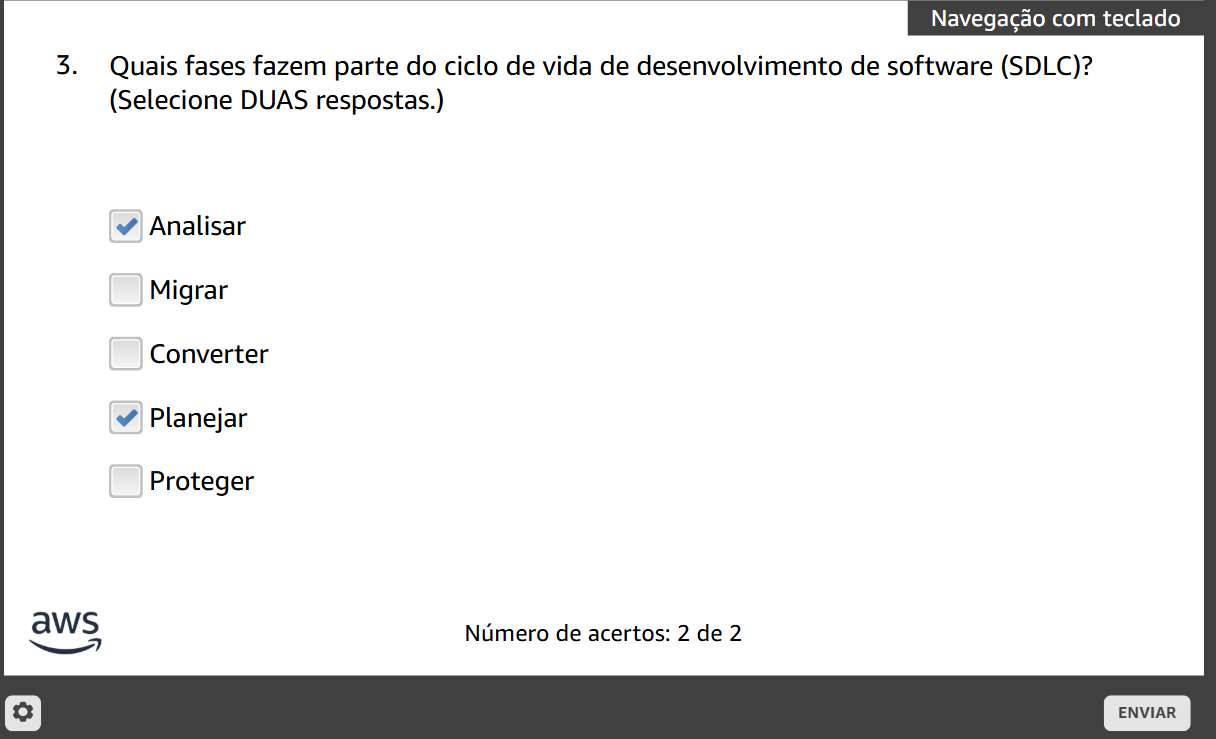 Navegação com teclado
3. Quais fases fazem parte do ciclo de vida de desenvolvimento de software (SDLC)?
(Selecione DUAS respostas.)
Analisar
Migrar
Converter
Planejar
Proteger
aws
Número de acertos: 2 de 2
ENVIAR